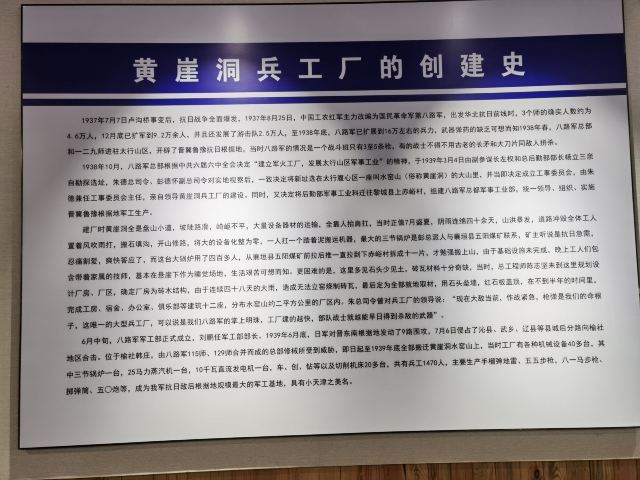 黄崖洞兵工厂的创建史
1937年7月7日卢沟桥事变后，抗日战争全面爆发，1937年8月25日，中国工农红军主力改编为国民革命军第八路军，出发华北抗日前线时，3个师的确实人数约为
4.6万人，12月底已扩军到9.2万余人、并且还发展了游击队2.5万人，至1938年底，八路军已扩展到16万左右的兵力，武器弹药的缺乏可想而知1938年春，八路军总部
和一二九师进驻太行山区，开辟了晋冀鲁豫抗日根据地，当时八路军的情况是一个战斗班只有3至5条枪，有的战士不得不用古老的长矛和大刀片同敌人拼杀。
1938年10月，八路军总部根据中共六届六中全会决定“建立军火工厂，发展太行山区军事工业”的精神，于1939年3月4日由副参谋长左权和总后勤部部长杨立三亲
自勘探选址，朱德总司令、彭德怀副总司令对实地视察后，一致决定将新址选在太行腹心区一座叫水窑山（俗称黄崖洞）的大山里，并当即决定成立工事委员会，由朱
德兼任工事委员会主任，亲自领导黄崖洞兵工厂的建设。同时，又决定将后勤部军事工业科迁往黎城县上赤峪村，组建八路军总部军事工业部，统一领导、组织、实施
晋冀鲁豫根据地军工生产。
建厂时黄崖洞全是盘山小道，坡陡路滑，崎岖不平，大量设备器材的运输，全靠人抬肩扛，当时正值7月盛夏，阴雨连绵四十余天，山洪暴发，道路冲毁全体工人
置着风吹雨打，搬石填沟，开山修路，将大的设备化整为零，一人扛一个踏着泥搬运机器，最大的三节锅炉是彭总派人与襄垣县五阳煤矿联系，矿主听说是抗日急需，
忍痛割爱，爽快答应了，而这台大锅炉用了四百多人，从襄垣县五阳煤矿前拉后推一直拉到下赤峪村拆成十一片，才勉强搬上山，由于基础设施未完成，晚上工人们包
含带着家属的技师，基本在悬崖下作为睡觉场地，生活艰苦可想而知。更困难的是，这里多见石头少见土，砖瓦材料十分奇缺，当时，总工程师陈志坚来到这里规划设
计厂房、厂区，确定厂房为砖木结构，由于连续四十八天的大雨，造成无法立窑烧制砖瓦，最后定为全部就地取材，用石头垒墙，红石板盖顶，在不到半年的时间里，
完成工房、宿舍、办公室、俱乐部等建筑十二座，分布水窑山约二平方公里的厂区内。朱总司令曾对兵工厂的领导说：“现在大敌当前，作战紧急，枪弹是我们的命根
子，这唯一的大型兵工厂，可以说是我们八路军的掌上明珠，工厂建的越快，部队战士就越能早日得到杀敌的武器”。
6月中旬，八路军军工部正式成立，刘鹏任军工部部长。1939年6月底，日军对晋东南根据地发动了9路围攻，7月6日侵占了沁县、武乡、辽县等县城后分路向榆社
地区合击，位于榆社韩庄，由八路军115师、129师合并而成的总部修械所受到威胁，即日起至1939年底全部搬迁黄崖洞水窑山上，当时工厂有各种机械设备40多台，其
中三节锅炉一台，25马力蒸汽机一台，10千瓦直流发电机一台，车、刨、钻等以及切削机床20多台，共有兵工1470人，主要生产手榴弹地雷、五五步枪，八一马步枪、
掷弹筒、五〇炮等，成为我军抗日敌后根据地规模最大的军工基地，具有小天津之美名。